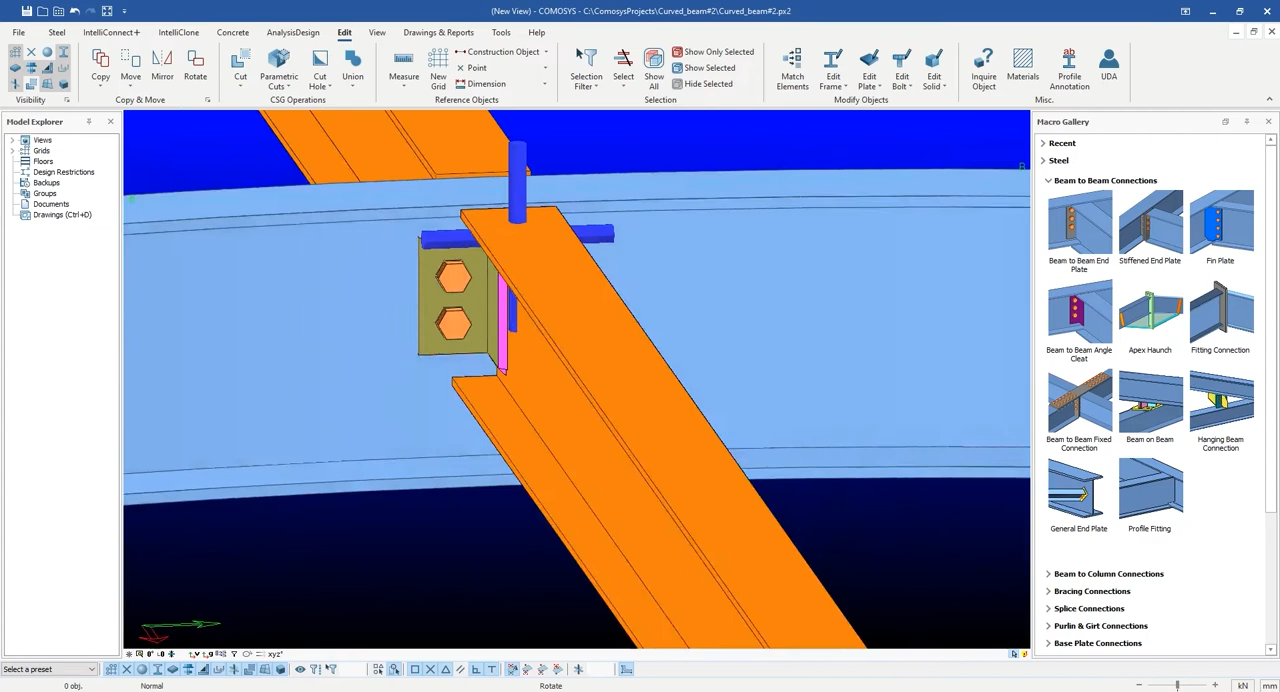 (New View) - COMOSYS - C:\ComosysProjects\Curved_beam#2\Curved_beam#2.px2
File Steel IntelliConnect+ IntelliClone Concrete AnalysisDesign Edit View Drawings & Reports Tools Help
Copy Move Mirror Rotate
Cut Parametric Cuts Cut Hole Union
Measure New Grid
Construction Object
Point
Dimension
Selection Filter Select Show All
Show Only Selected
Show Selected
Hide Selected
Match Elements Edit Frame Edit Plate Edit Bolt Edit Solid
Inquire Object Materials Profile Annotation UDA
Visibility Copy & Move CSG Operations Reference Objects Selection Modify Objects Misc.
Model Explorer
Views
Grids
Floors
Design Restrictions
Backups
Groups
Documents
Drawings (Ctrl+D)
Macro Gallery
Recent
Steel
Beam to Beam Connections
Beam to Beam End Plate
Stiffened End Plate
Fin Plate
Beam to Beam Angle Cleat
Apex Haunch
Fitting Connection
Beam to Beam Fixed Connection
Beam on Beam
Hanging Beam Connection
General End Plate
Profile Fitting
Beam to Column Connections
Bracing Connections
Splice Connections
Purlin & Girt Connections
Base Plate Connections
Select a preset
0 obj. Normal Rotate kN mm